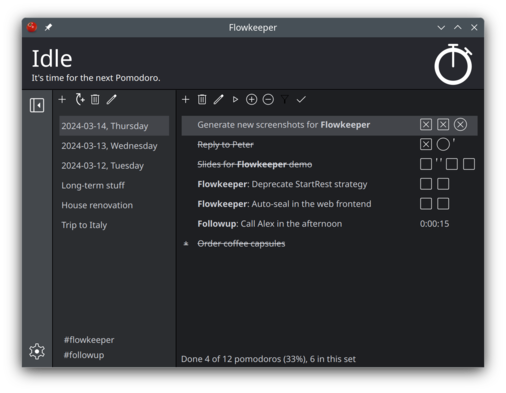 Flowkeeper
Idle
It's time for the next Pomodoro.
2024-03-14, Thursday
2024-03-13, Wednesday
2024-03-12, Tuesday
Long-term stuff
House renovation
Trip to Italy
#flowkeeper
#followup
Generate new screenshots for Flowkeeper
Reply to Peter '
Slides for Flowkeeper demo ' '
Flowkeeper: Deprecate StartRest strategy
Flowkeeper: Auto-seal in the web frontend
Followup: Call Alex in the afternoon 0:00:15
Order coffee capsules
Done 4 of 12 pomodoros (33%), 6 in this set